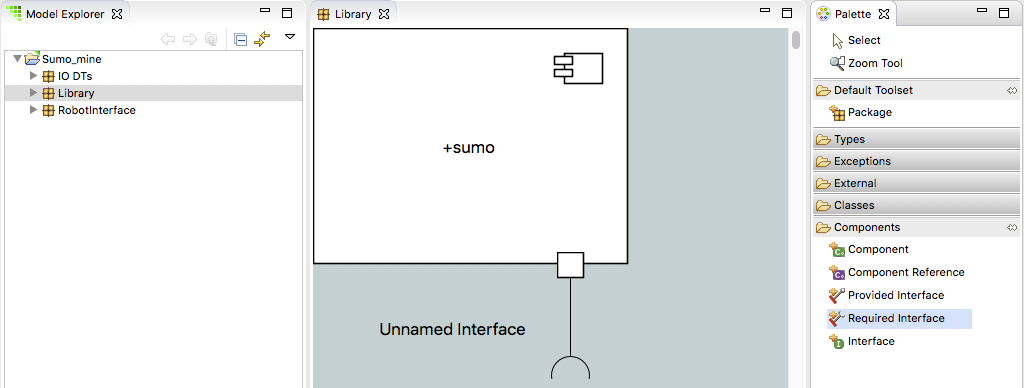 Model Explorer
Sumo_mine
IO DTs
Library
RobotInterface
Library
+sumo
Unnamed Interface
Palette
Select
Zoom Tool
Default Toolset
Package
Types
Exceptions
External
Classes
Components
Component
Component Reference
Provided Interface
Required Interface
Interface